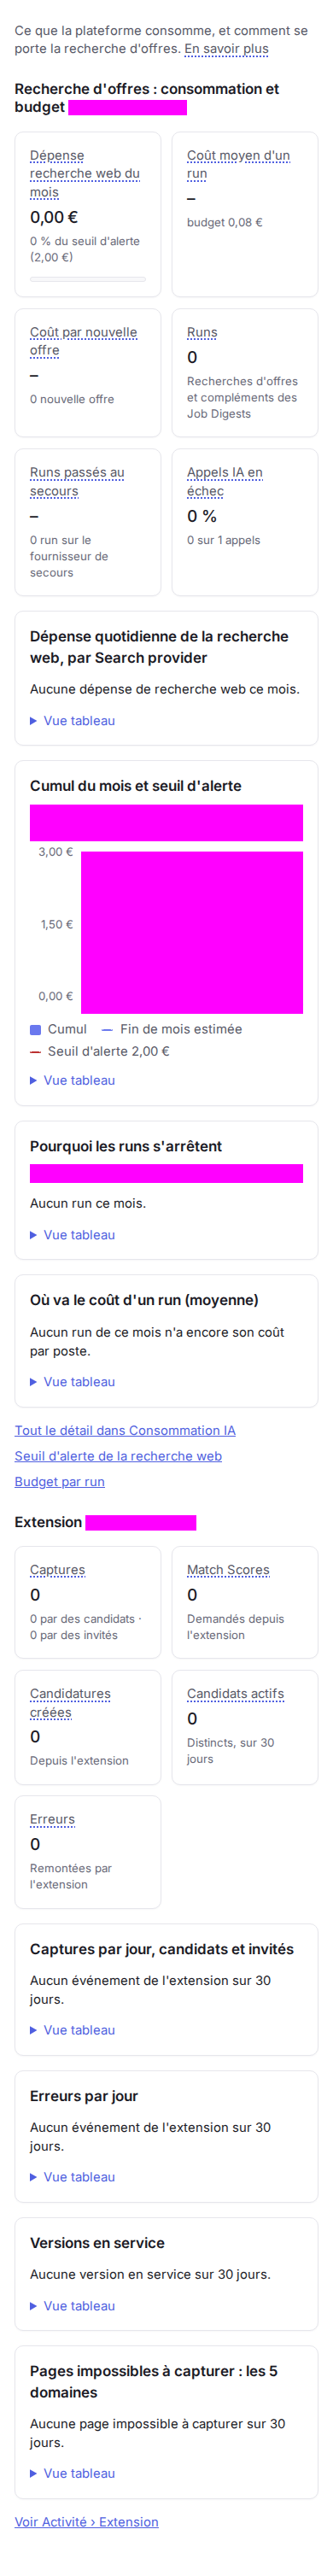 Ce que la plateforme consomme, et comment se
porte la recherche d'offres. En savoir plus
Recherche d'offres : consommation et
budget
Dépense
recherche web du
mois
0,00 €
0 % du seuil d'alerte
(2,00 €)
Coût moyen d'un
run
–
budget 0,08 €
Coût par nouvelle
offre
–
0 nouvelle offre
Runs
0
Recherches d'offres
et compléments des
Job Digests
Runs passés au
secours
–
0 run sur le
fournisseur de
secours
Appels IA en
échec
0 %
0 sur 1 appels
Dépense quotidienne de la recherche
web, par Search provider
Aucune dépense de recherche web ce mois.
Vue tableau
Cumul du mois et seuil d'alerte
3,00 €
1,50 €
0,00 €
Cumul
Fin de mois estimée
Seuil d'alerte 2,00 €
Vue tableau
Pourquoi les runs s'arrêtent
Aucun run ce mois.
Vue tableau
Où va le coût d'un run (moyenne)
Aucun run de ce mois n'a encore son coût
par poste.
Vue tableau
Tout le détail dans Consommation IA
Seuil d'alerte de la recherche web
Budget par run
Extension
Captures
0
0 par des candidats ·
0 par des invités
Match Scores
0
Demandés depuis
l'extension
Candidatures
créées
0
Depuis l'extension
Candidats actifs
0
Distincts, sur 30
jours
Erreurs
0
Remontées par
l'extension
Captures par jour, candidats et invités
Aucun événement de l'extension sur 30
jours.
Vue tableau
Erreurs par jour
Aucun événement de l'extension sur 30
jours.
Vue tableau
Versions en service
Aucune version en service sur 30 jours.
Vue tableau
Pages impossibles à capturer : les 5
domaines
Aucune page impossible à capturer sur 30
jours.
Vue tableau
Voir Activité › Extension